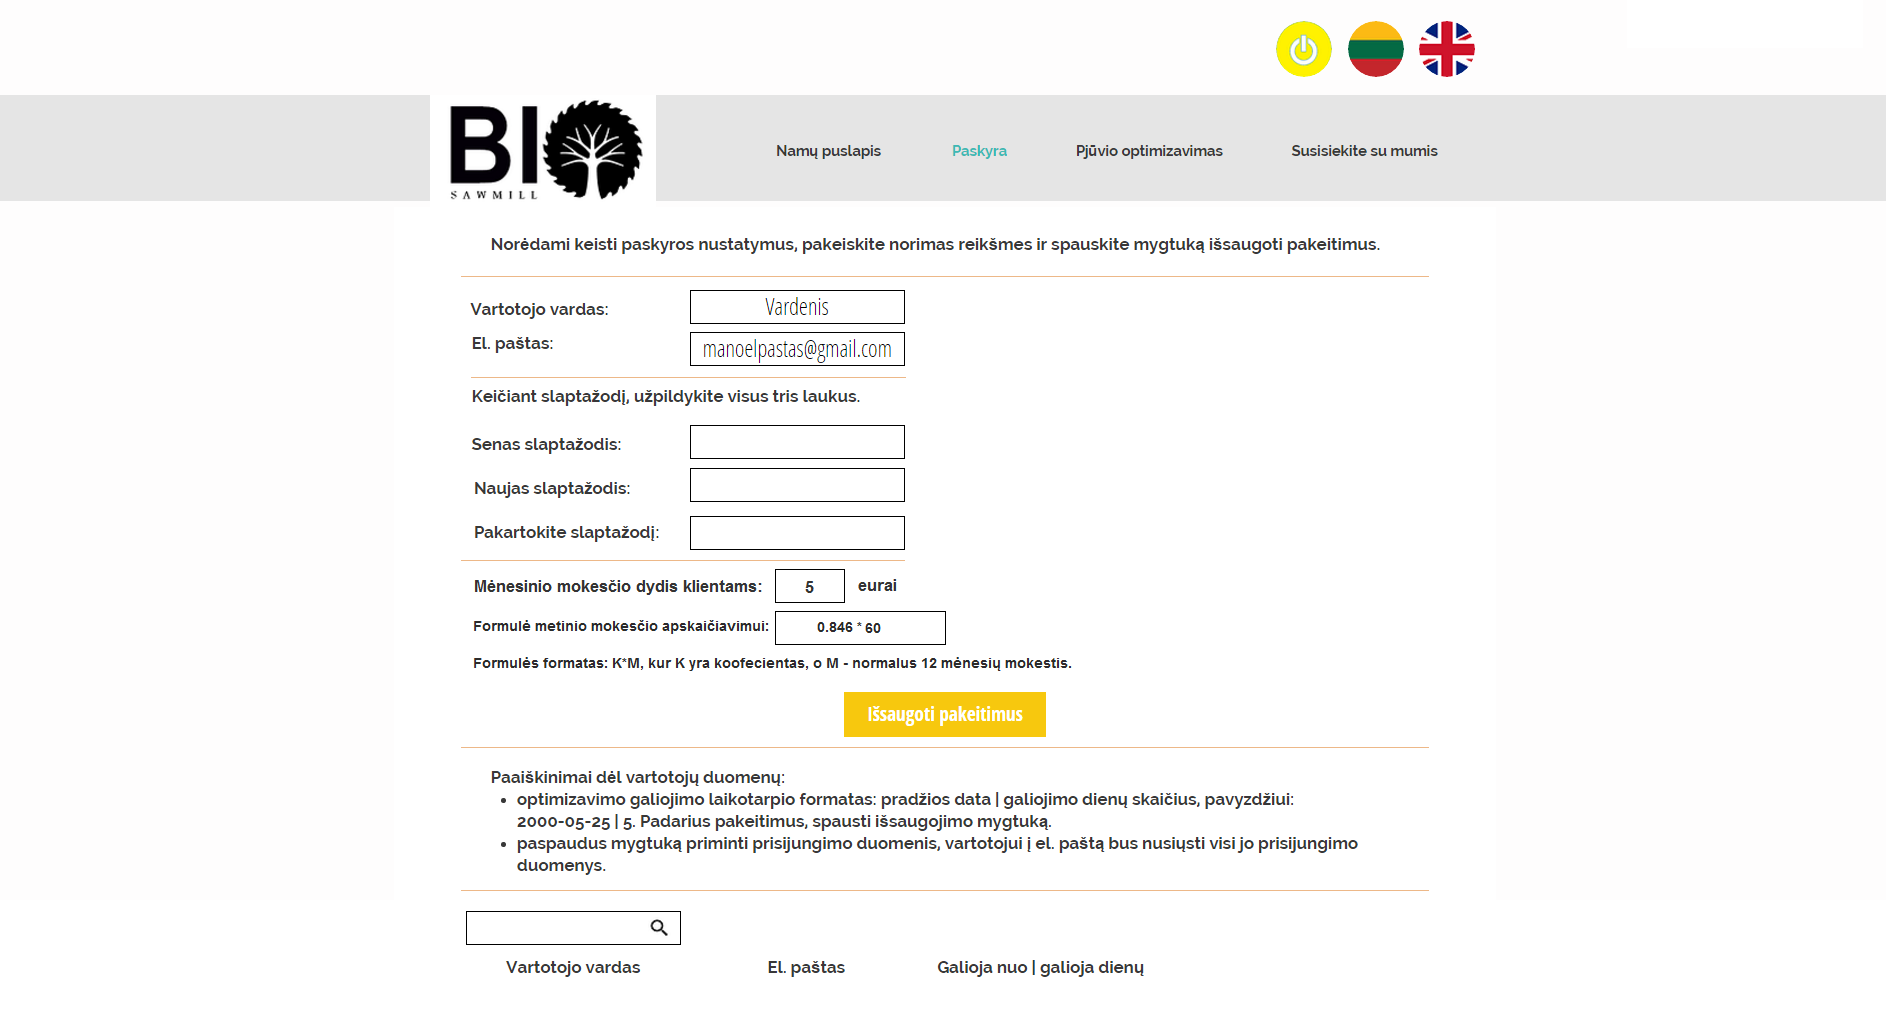 BIO
SAWMILL
Namų puslapis
Paskyra
Pjūvio optimizavimas
Susisiekite su mumis
Norėdami keisti paskyros nustatymus, pakeiskite norimas reikšmes ir spauskite mygtuką išsaugoti pakeitimus.
Vartotojo vardas: Vardenis
El. paštas: manoelpastas@gmail.com
Keičiant slaptažodį, užpildykite visus tris laukus.
Senas slaptažodis:
Naujas slaptažodis:
Pakartokite slaptažodį:
Mėnesinio mokesčio dydis klientams: 5 eurai
Formulė metinio mokesčio apskaičiavimui: 0.846 * 60
Formulės formatas: K*M, kur K yra koofecientas, o M - normalus 12 mėnesių mokestis.
Išsaugoti pakeitimus
Paaiškinimai dėl vartotojų duomenų:
• optimizavimo galiojimo laikotarpio formatas: pradžios data | galiojimo dienų skaičius, pavyzdžiui:
2000-05-25 | 5. Padarius pakeitimus, spausti išsaugojimo mygtuką.
• paspaudus mygtuką priminti prisijungimo duomenis, vartotojui į el. paštą bus nusiųsti visi jo prisijungimo
duomenys.
Vartotojo vardas El. paštas Galioja nuo | galioja dienų